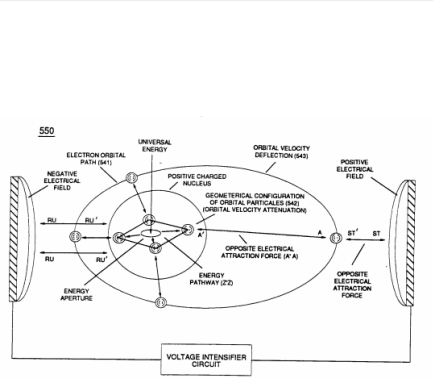 550
UNIVERSAL
ENERGY
ELECTRON ORBITAL
PATH (541)
ORBITAL VELOCITY
DEFLECTION (543)
POSITIVE
ELECTRICAL
FIELD
NEGATIVE
ELECTRICAL
FIELD
POSITIVE CHARGED
NUCLEUS
GEOMETERICAL CONFIGURATION
OF ORBITAL PARTICALES (542)
(ORBITAL VELOCITY ATTENUATION)
RU RU'
A' A ST' ST
OPPOSITE ELECTRICAL
ATTRACTION FORCE (A' A)
RU RU'
ENERGY
PATHWAY (Z'Z)
ENERGY
APERTURE
OPPOSITE
ELECTRICAL
ATTRACTION
FORCE
VOLTAGE INTENSIFIER
CIRCUIT